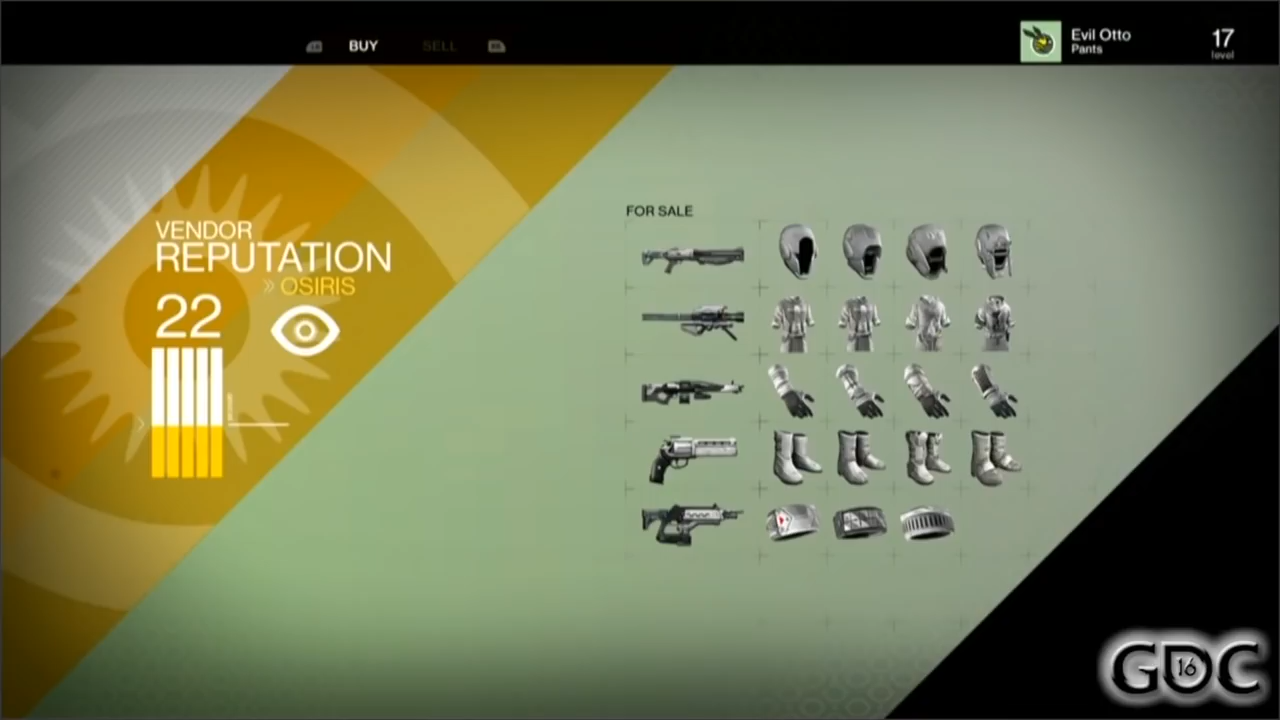 BUY
SELL
Evil Otto
Pants
17
level
FOR SALE
VENDOR
REPUTATION
» OSIRIS
22
GDC
16